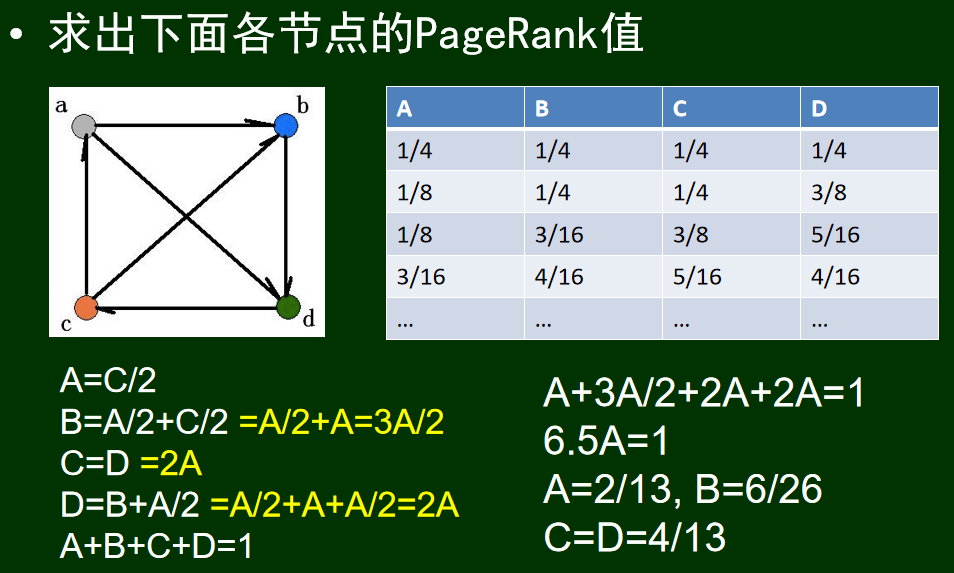 • 求出下面各节点的PageRank值
a b
c d
A B C D
1/4 1/4 1/4 1/4
1/8 1/4 1/4 3/8
1/8 3/16 3/8 5/16
3/16 4/16 5/16 4/16
... ... ... ...
A=C/2
B=A/2+C/2 =A/2+A=3A/2
C=D =2A
D=B+A/2 =A/2+A+A/2=2A
A+B+C+D=1
A+3A/2+2A+2A=1
6.5A=1
A=2/13, B=6/26
C=D=4/13